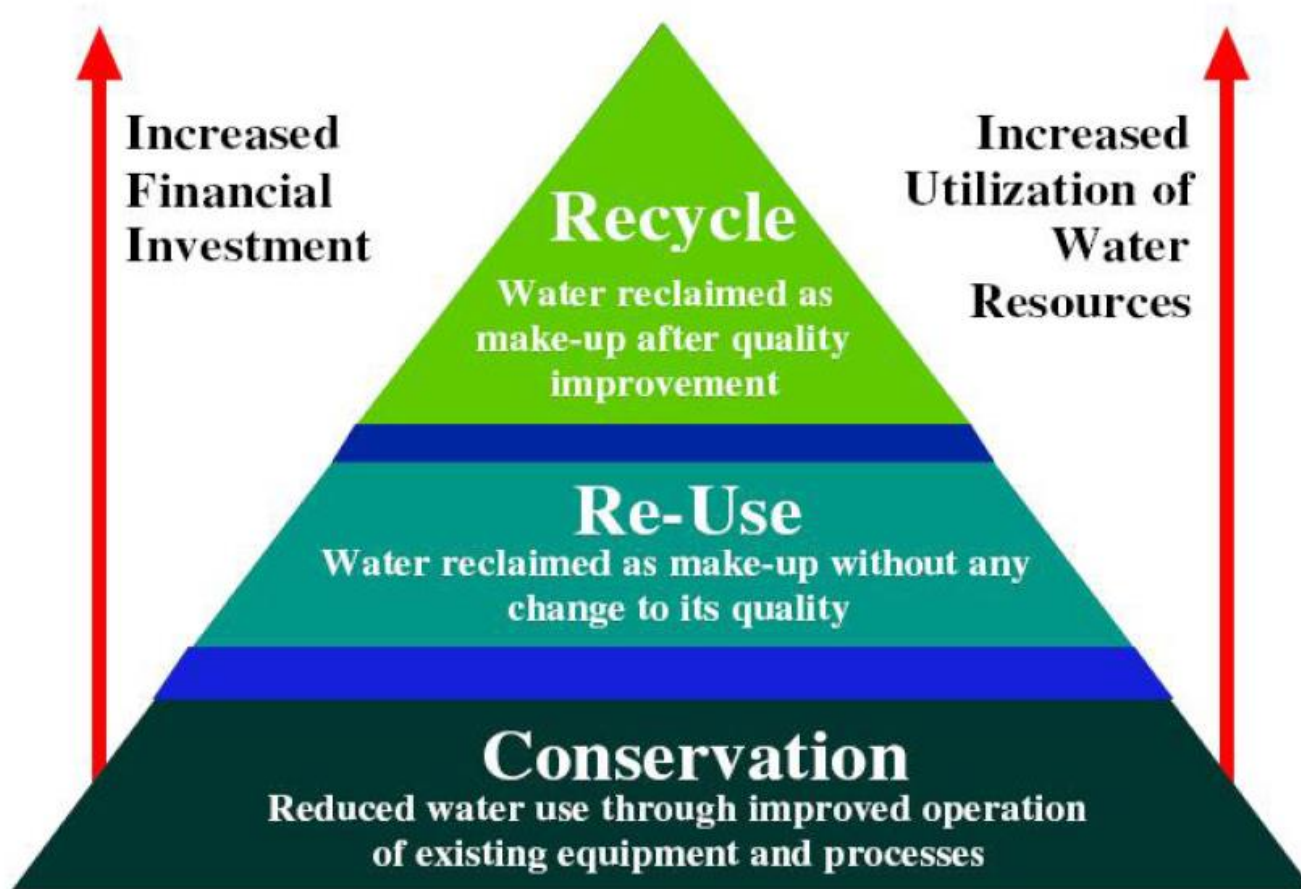 Increased
Financial
Investment
Increased
Utilization of
Water
Resources
Recycle
Water reclaimed as
make-up after quality
improvement
Re-Use
Water reclaimed as make-up without any
change to its quality
Conservation
Reduced water use through improved operation
of existing equipment and processes